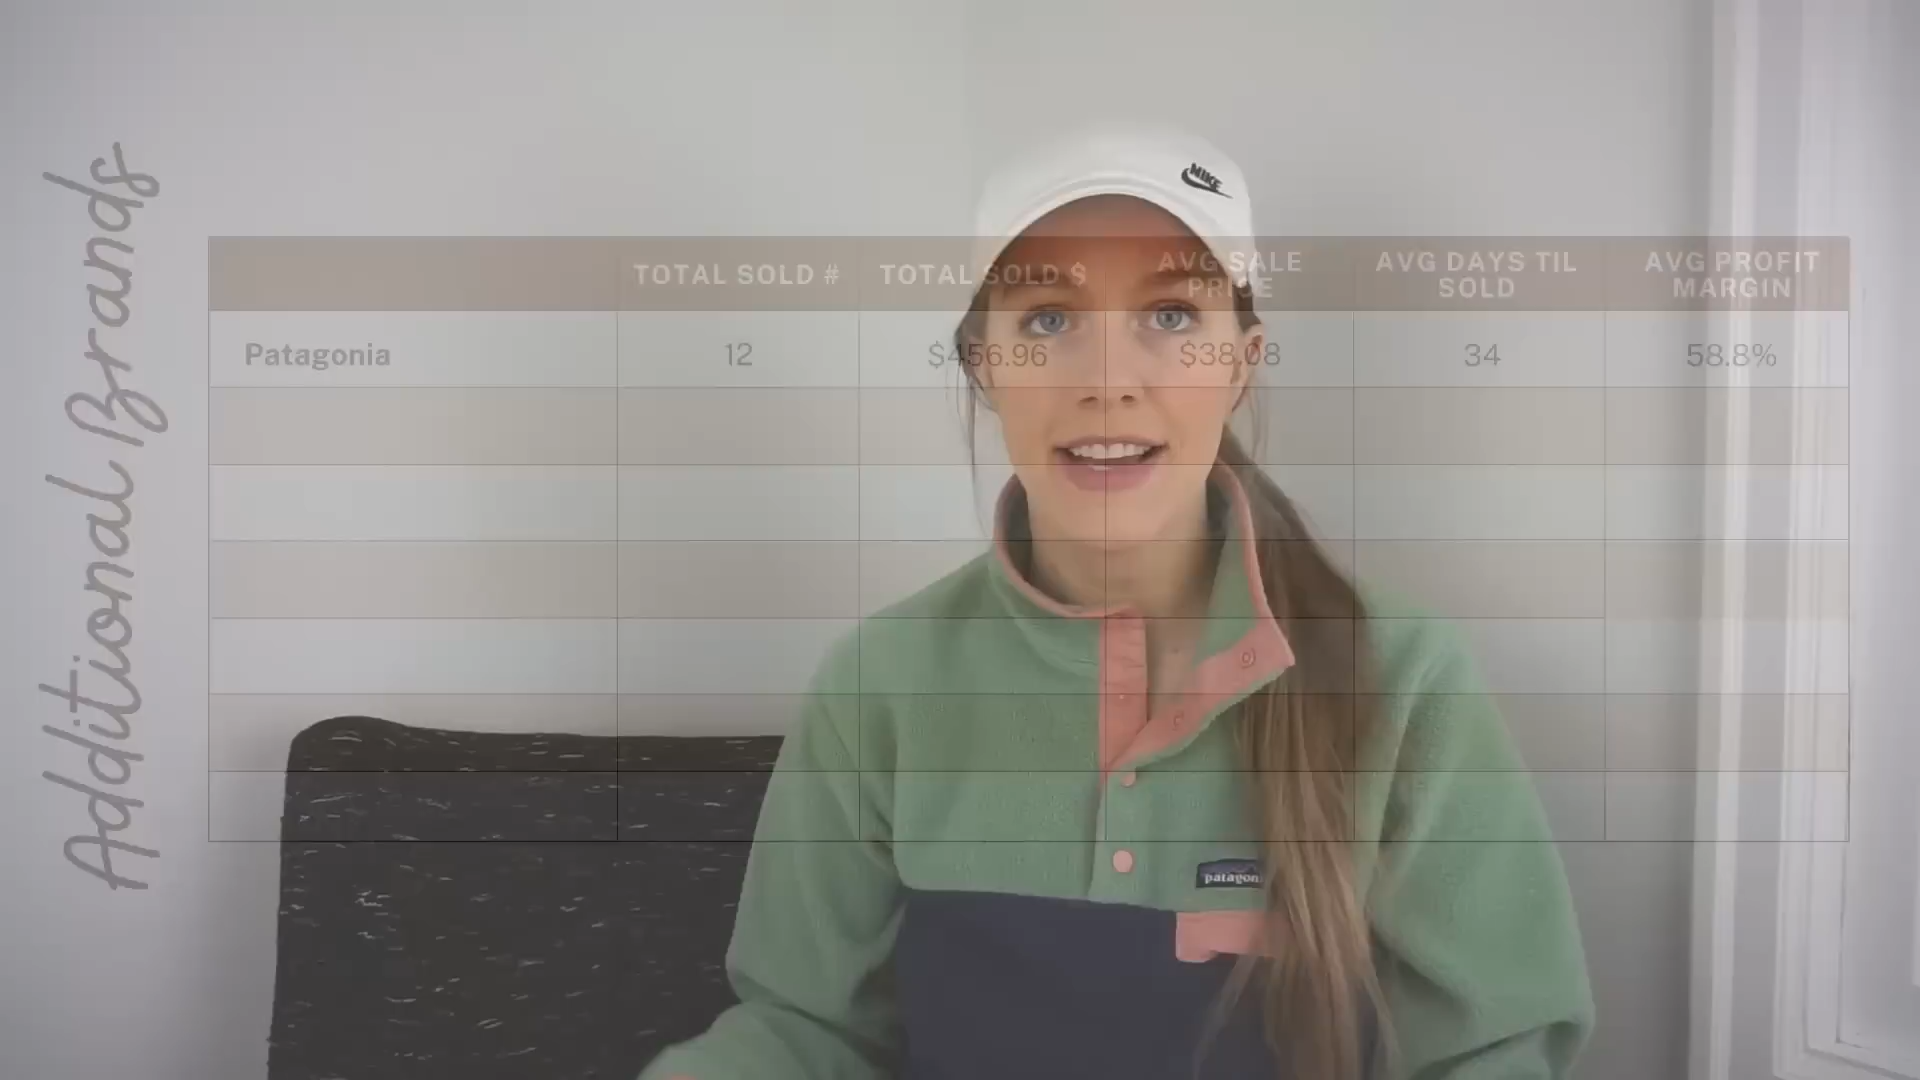 Additional Brands
NIKE
TOTAL SOLD # TOTAL SOLD $ AVG SALE PRICE AVG DAYS TIL SOLD AVG PROFIT MARGIN
Patagonia 12 $456.96 $38.08 34 58.8%
patagon